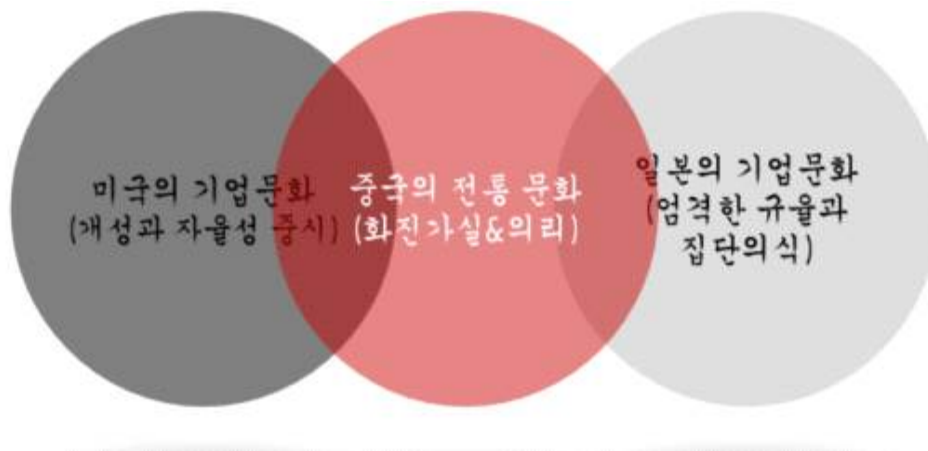 미국의 기업문화
(개성과 자율성 중시)
중국의 전통 문화
(화진가실&의리)
일본의 기업문화
(엄격한 규율과
집단의식)